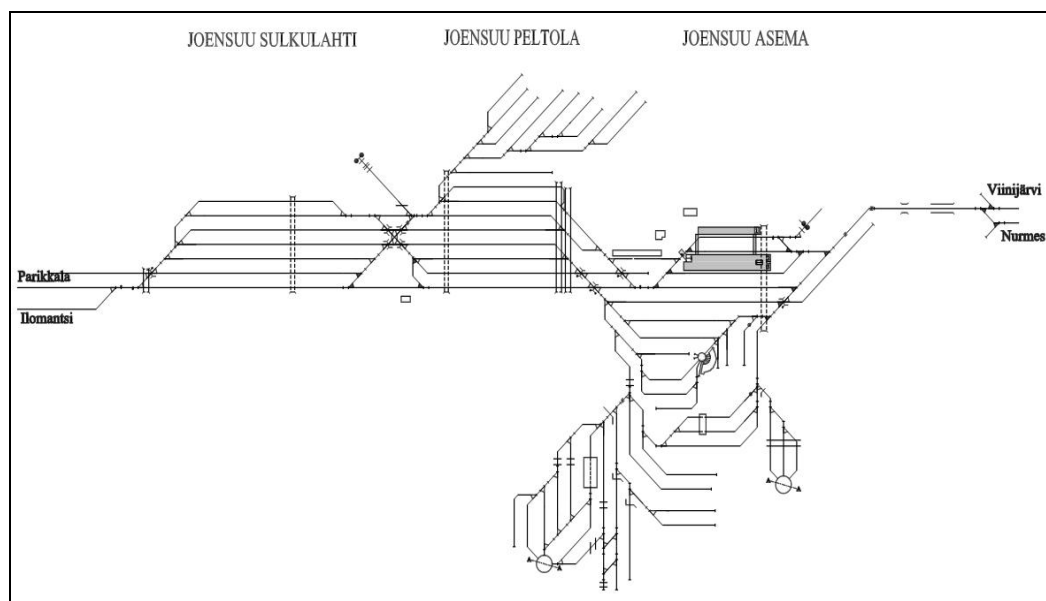 JOENSUU SULKULAHTI
JOENSUU PELTOLA
JOENSUU ASEMA
Viinijärvi
Nurmes
Parikkala
Ilomantsi